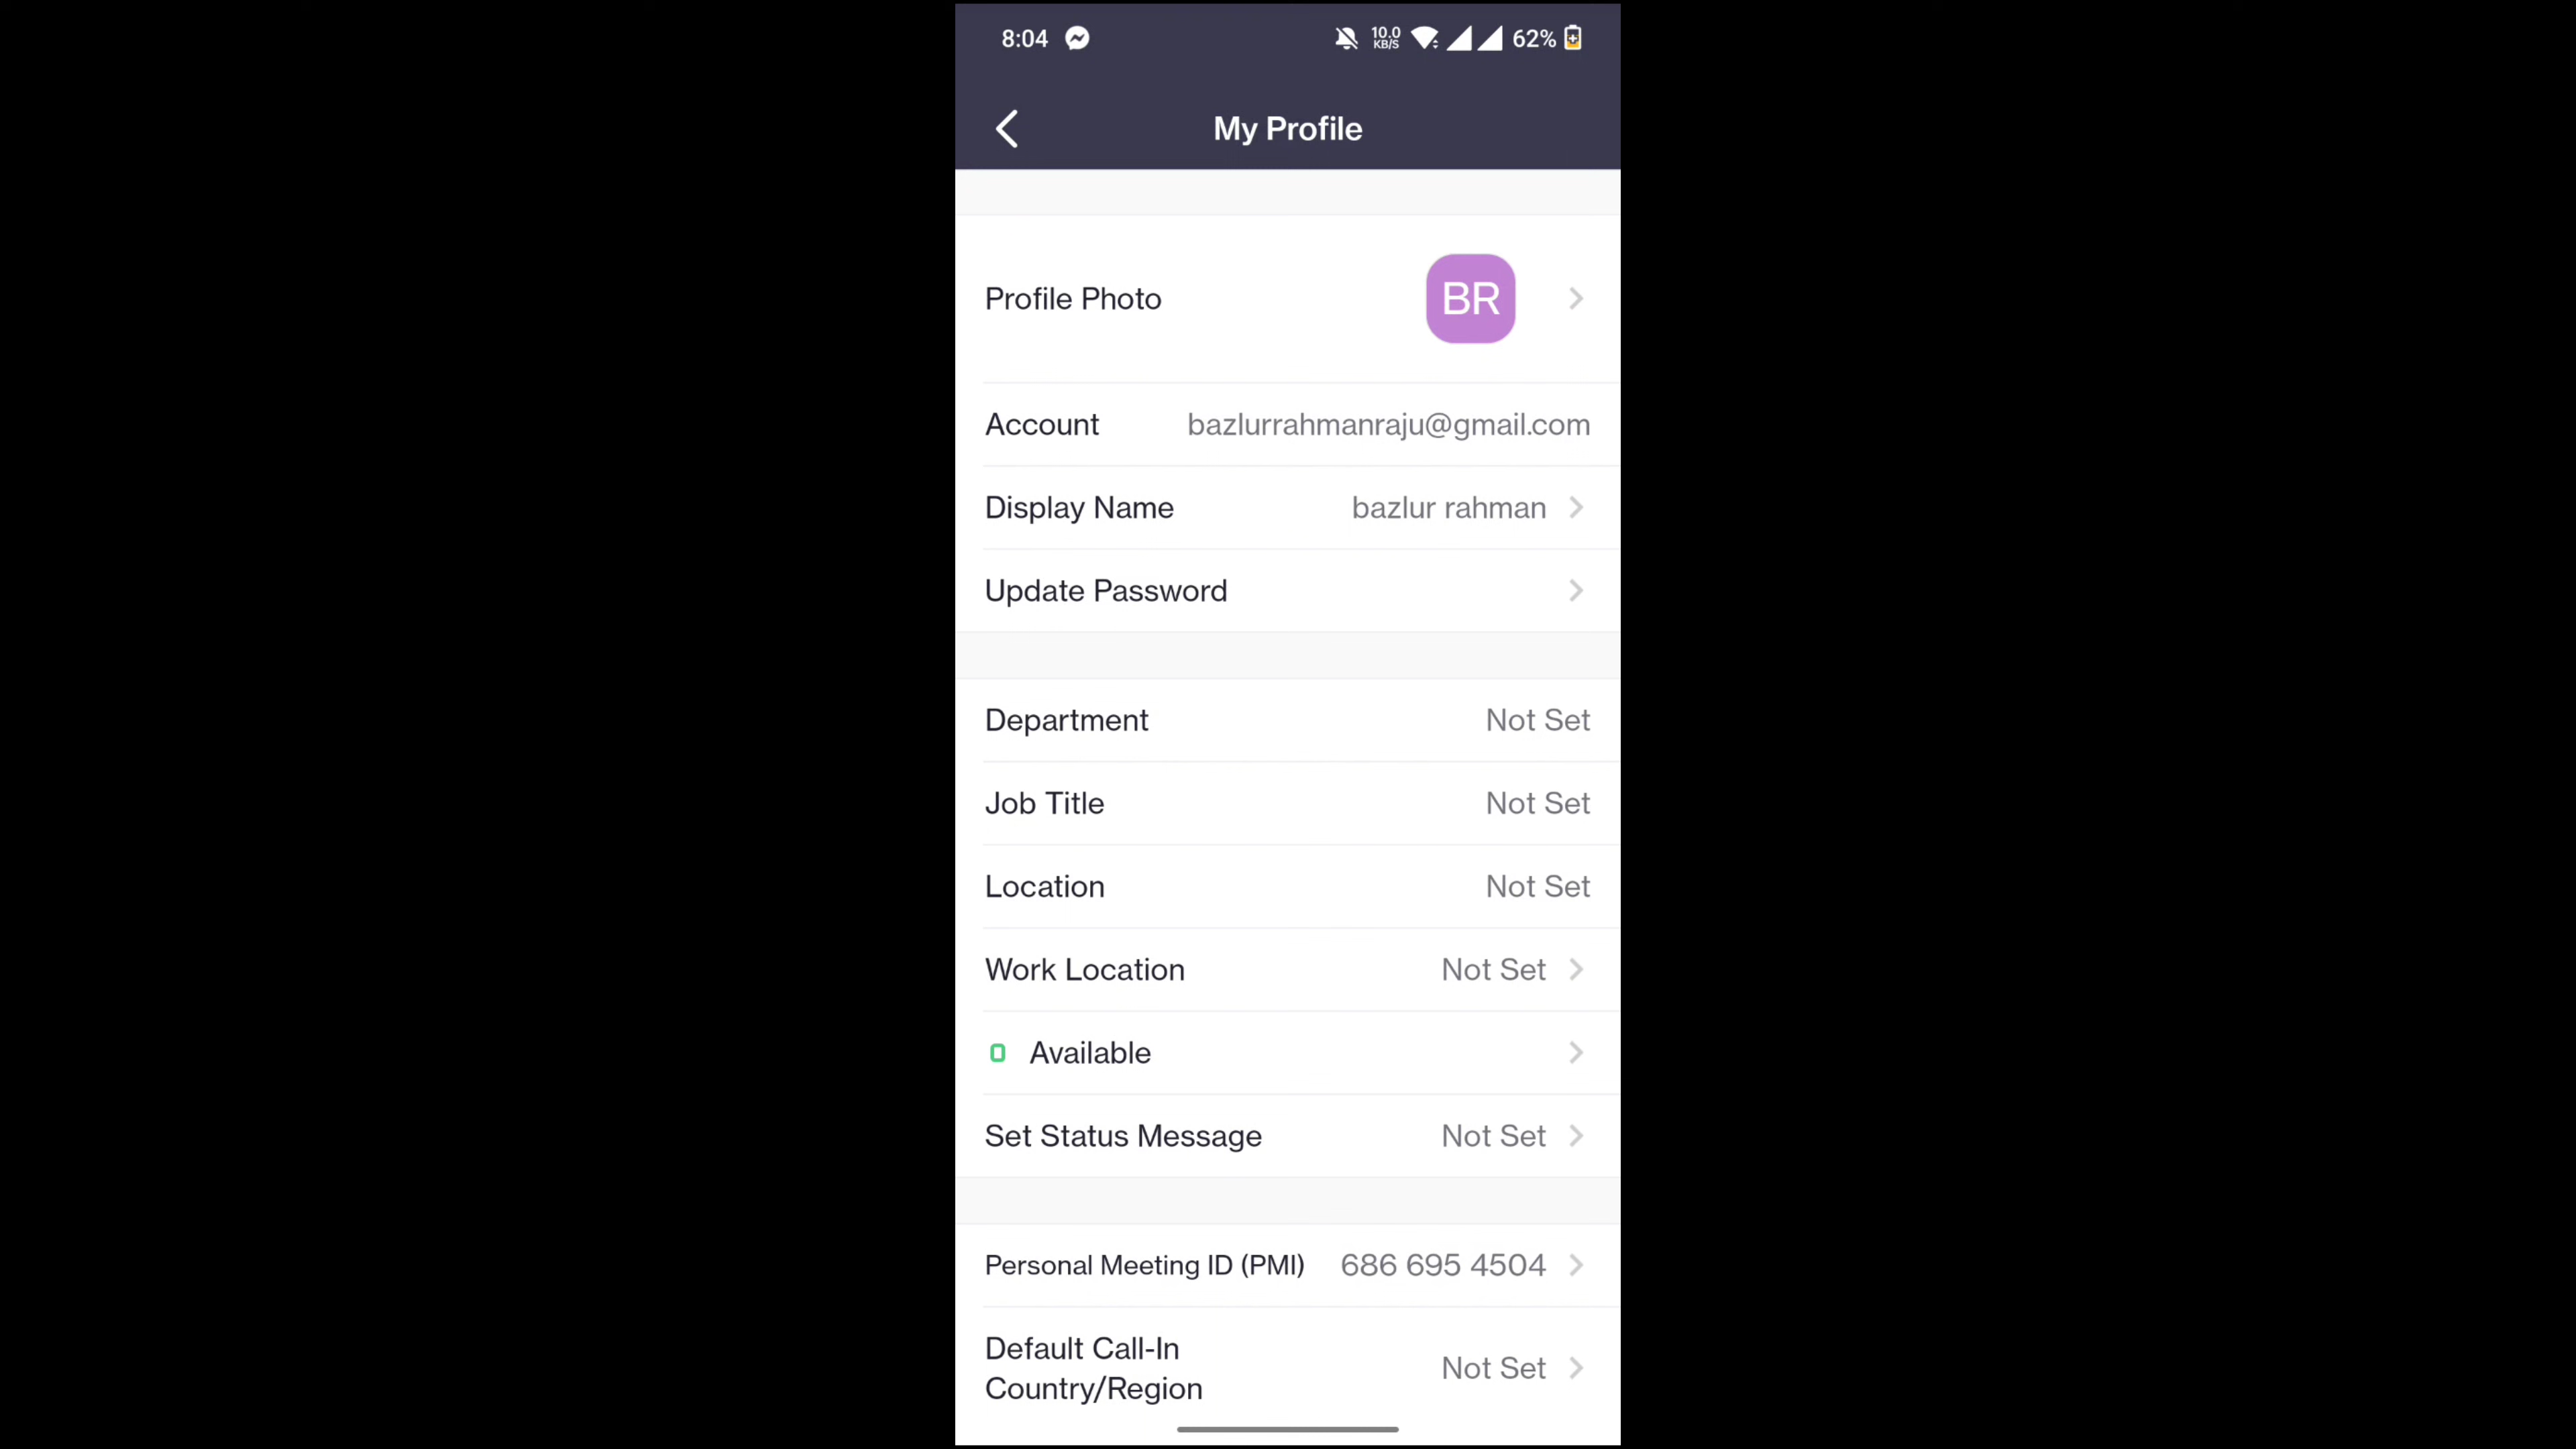 8:04 10.0 KB/S 62%
My Profile
Profile Photo BR
Account bazlurrahmanraju@gmail.com
Display Name bazlur rahman
Update Password
Department Not Set
Job Title Not Set
Location Not Set
Work Location Not Set
Available
Set Status Message Not Set
Personal Meeting ID (PMI) 686 695 4504
Default Call-In
Country/Region Not Set